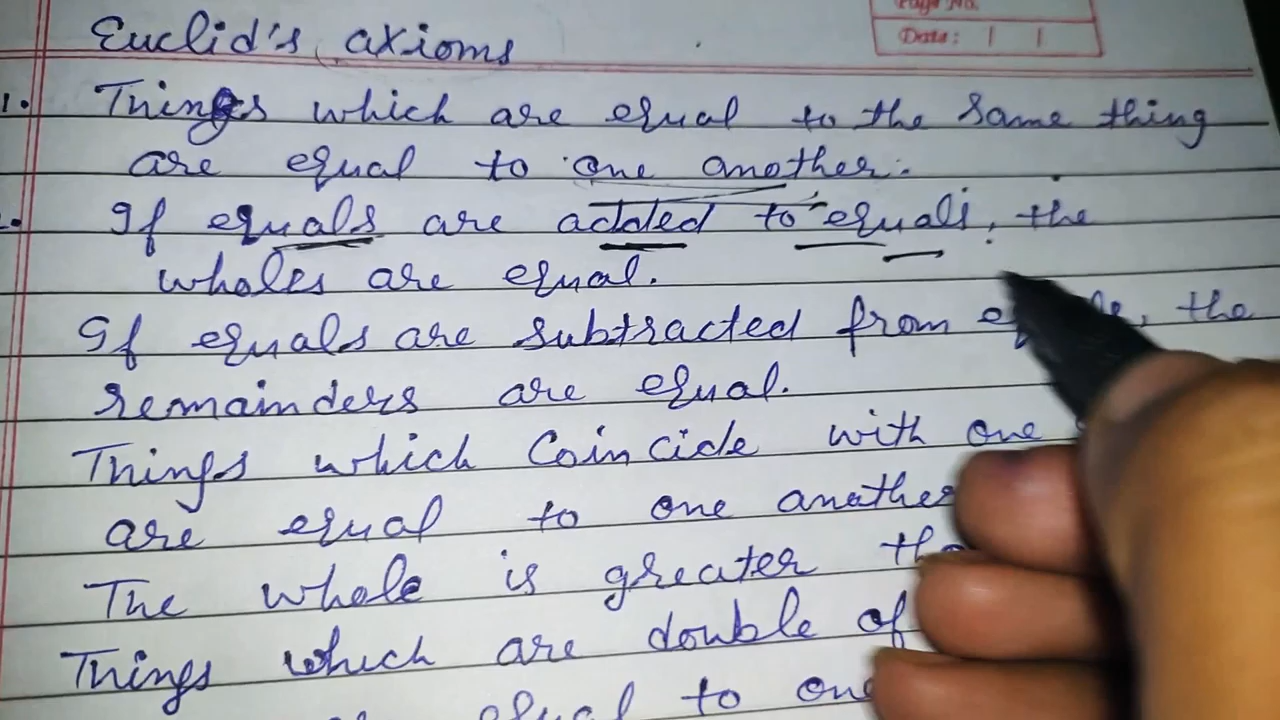 Page No.
Date:
Euclid's axioms
1. Things which are equal to the same thing
are equal to one another.
If equals are added to equals, the
wholes are equal.
If equals are subtracted from the
remainders are equal.
Things which Coincide with one
are equal to one another
The whole is greater
Things which are double of
equal to one